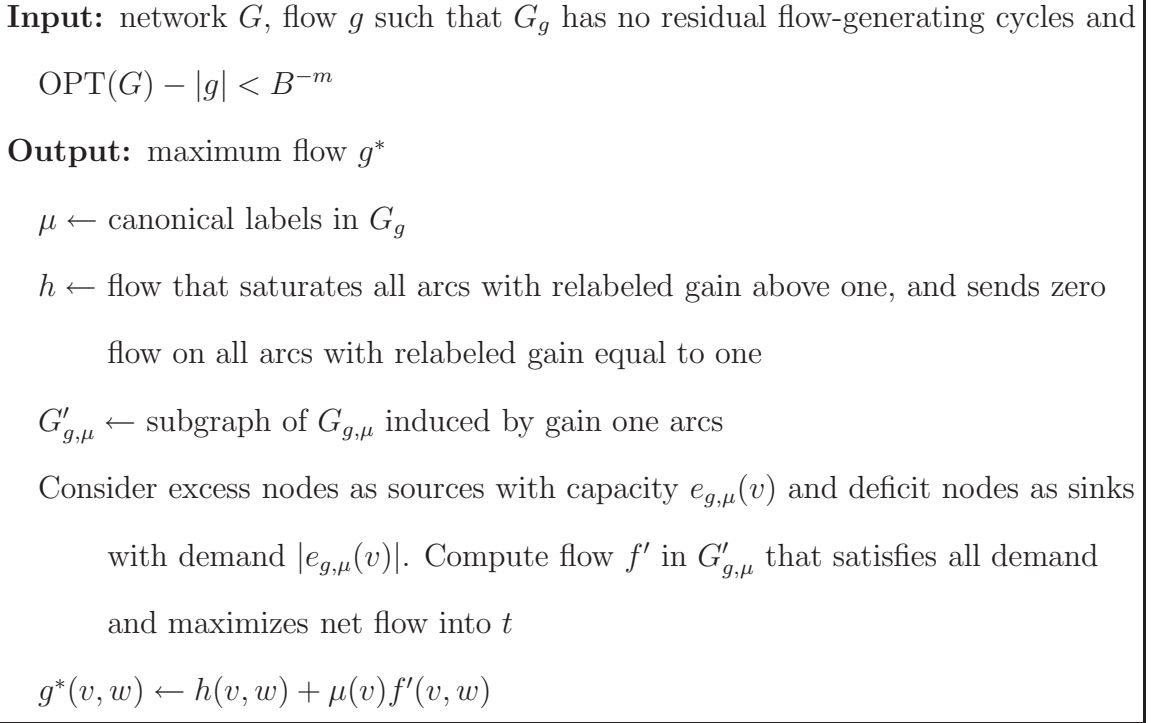 Input: network G, flow g such that G_g has no residual flow-generating cycles and
OPT(G) − |g| < B^{−m}
Output: maximum flow g*
μ ← canonical labels in G_g
h ← flow that saturates all arcs with relabeled gain above one, and sends zero
flow on all arcs with relabeled gain equal to one
G′_{g,μ} ← subgraph of G_{g,μ} induced by gain one arcs
Consider excess nodes as sources with capacity e_{g,μ}(v) and deficit nodes as sinks
with demand |e_{g,μ}(v)|. Compute flow f′ in G′_{g,μ} that satisfies all demand
and maximizes net flow into t
g*(v, w) ← h(v, w) + μ(v)f′(v, w)